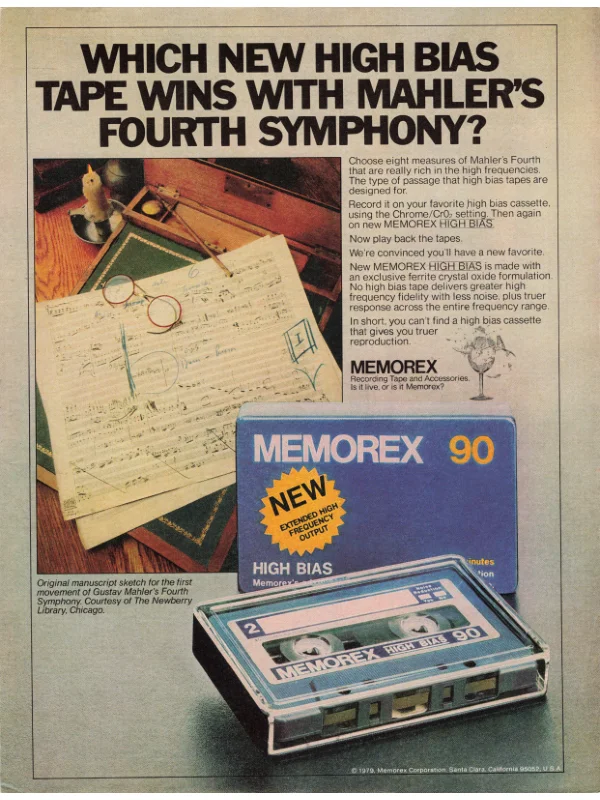 WHICH NEW HIGH BIAS
TAPE WINS WITH MAHLER'S
FOURTH SYMPHONY?
Choose eight measures of Mahler's Fourth
that are really rich in the high frequencies.
The type of passage that high bias tapes are
designed for.
Record it on your favorite high bias cassette,
using the Chrome/CrO₂ setting. Then again
on new MEMOREX HIGH BIAS.
Now play back the tapes.
We're convinced you'll have a new favorite.
New MEMOREX HIGH BIAS is made with
an exclusive ferrite crystal oxide formulation.
No high bias tape delivers greater high
frequency fidelity with less noise, plus truer
response across the entire frequency range.
In short, you can't find a high bias cassette
that gives you truer
reproduction.
MEMOREX
Recording Tape and Accessories.
Is it live, or is it Memorex?
MEMOREX 90
NEW
EXTENDED HIGH
FREQUENCY
OUTPUT
HIGH BIAS
Memorex's
inutes
tion
Original manuscript sketch for the first
movement of Gustav Mahler's Fourth
Symphony. Courtesy of The Newberry
Library, Chicago.
2
Noise
Reduction
Yes No
MEMOREX HIGH BIAS 90
© 1979, Memorex Corporation, Santa Clara, California 95052, U.S.A.